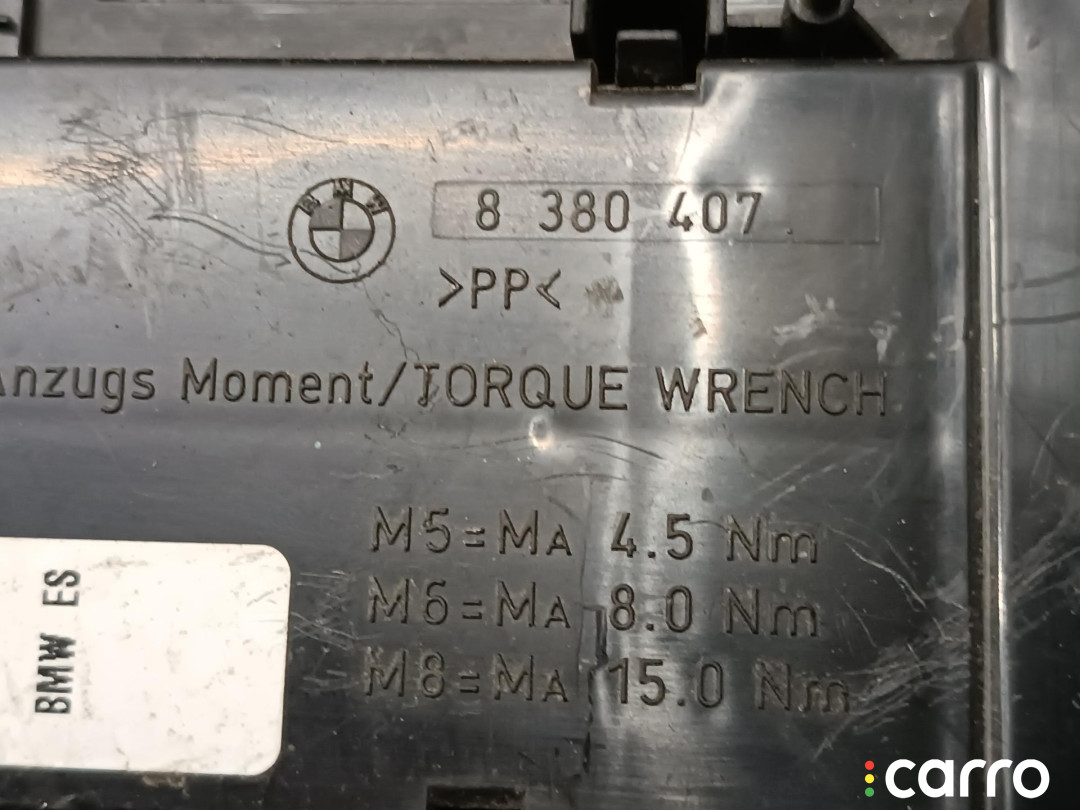 BMW
8 380 407
>PP<
Anzugs Moment/TORQUE WRENCH
M5=MA 4.5 Nm
M6=MA 8.0 Nm
M8=MA 15.0 Nm
BMW ES
carro